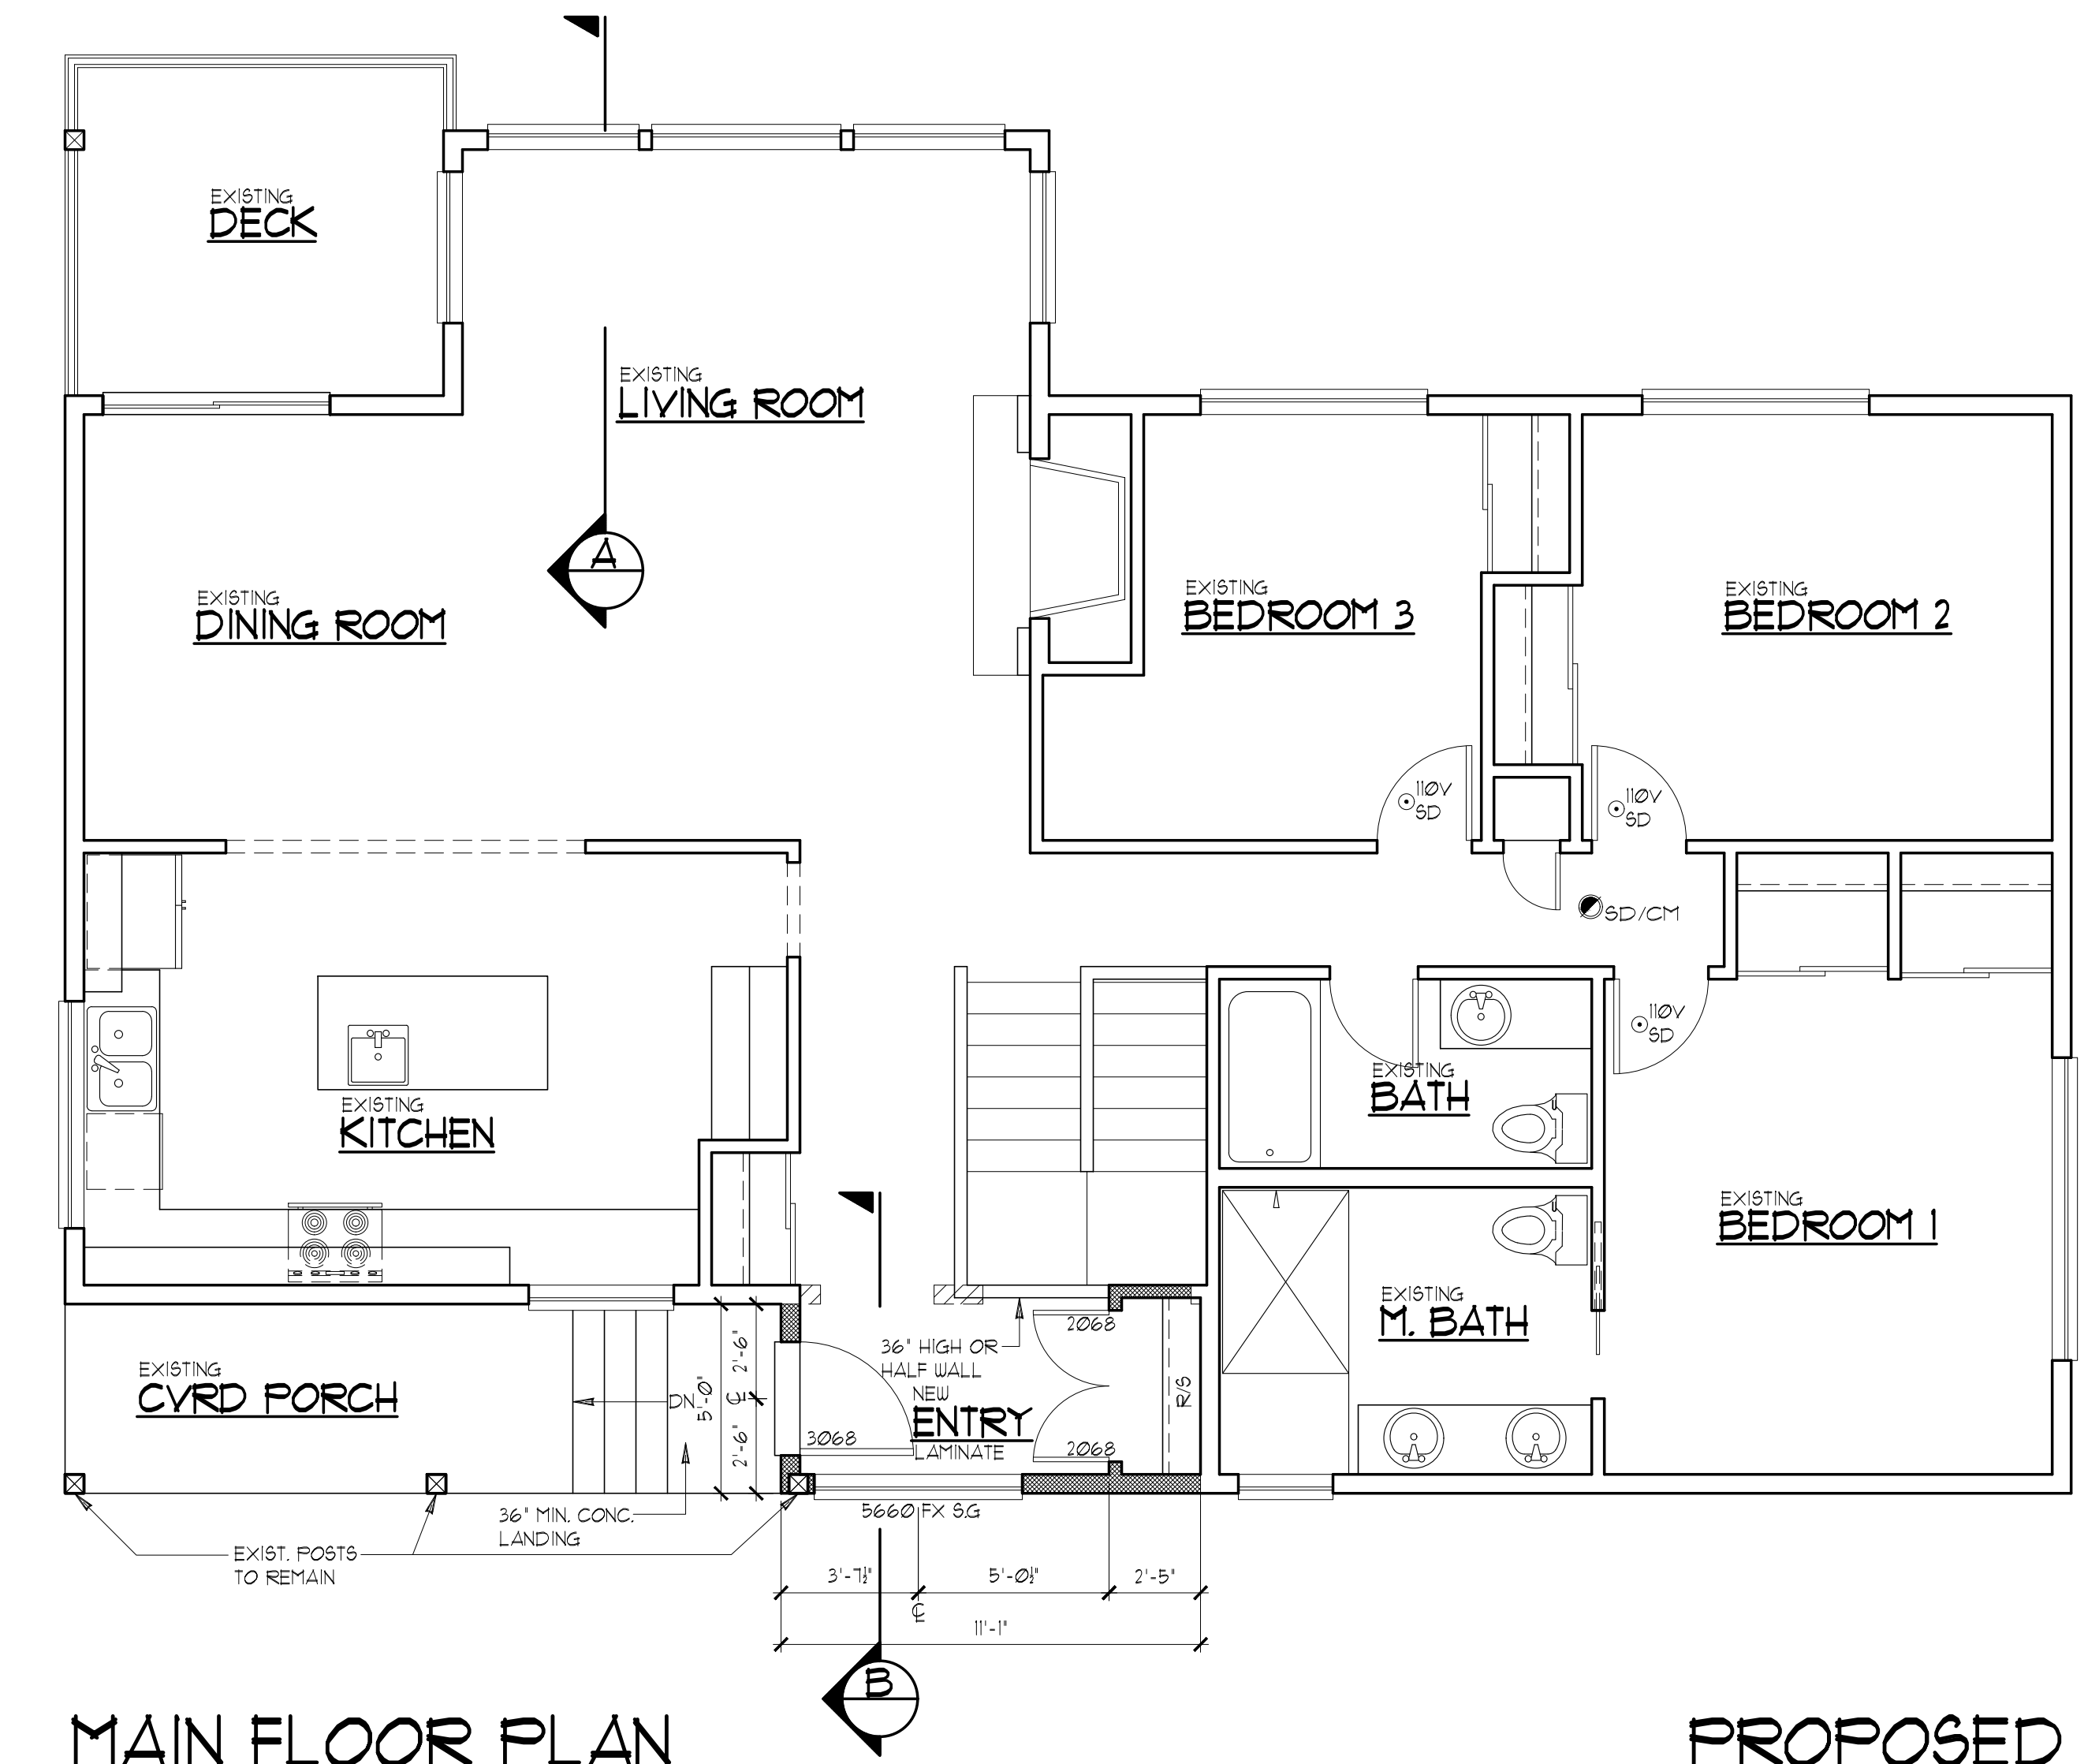 EXISTING
DECK
EXISTING
LIVING ROOM
A
EXISTING
DINING ROOM
EXISTING
BEDROOM 3
EXISTING
BEDROOM 2
110V
SD
110V
SD
SD/CM
110V
SD
EXISTING
BATH
EXISTING
KITCHEN
EXISTING
BEDROOM 1
EXISTING
M. BATH
EXISTING
CVRD PORCH
DN.
5'-0"
2'-6"
℄
2'-6"
36" HIGH OR
HALF WALL
NEW
ENTRY
LAMINATE
3068
2068
2068
R/S
5660 FX S.G
36" MIN. CONC.
LANDING
EXIST. POSTS
TO REMAIN
3'-7½"
5'-0½"
2'-5"
℄
11'-1"
B
MAIN FLOOR PLAN
PROPOSED